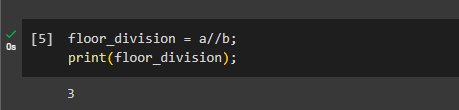 [5] floor_division = a//b;
0s print(floor_division);
3